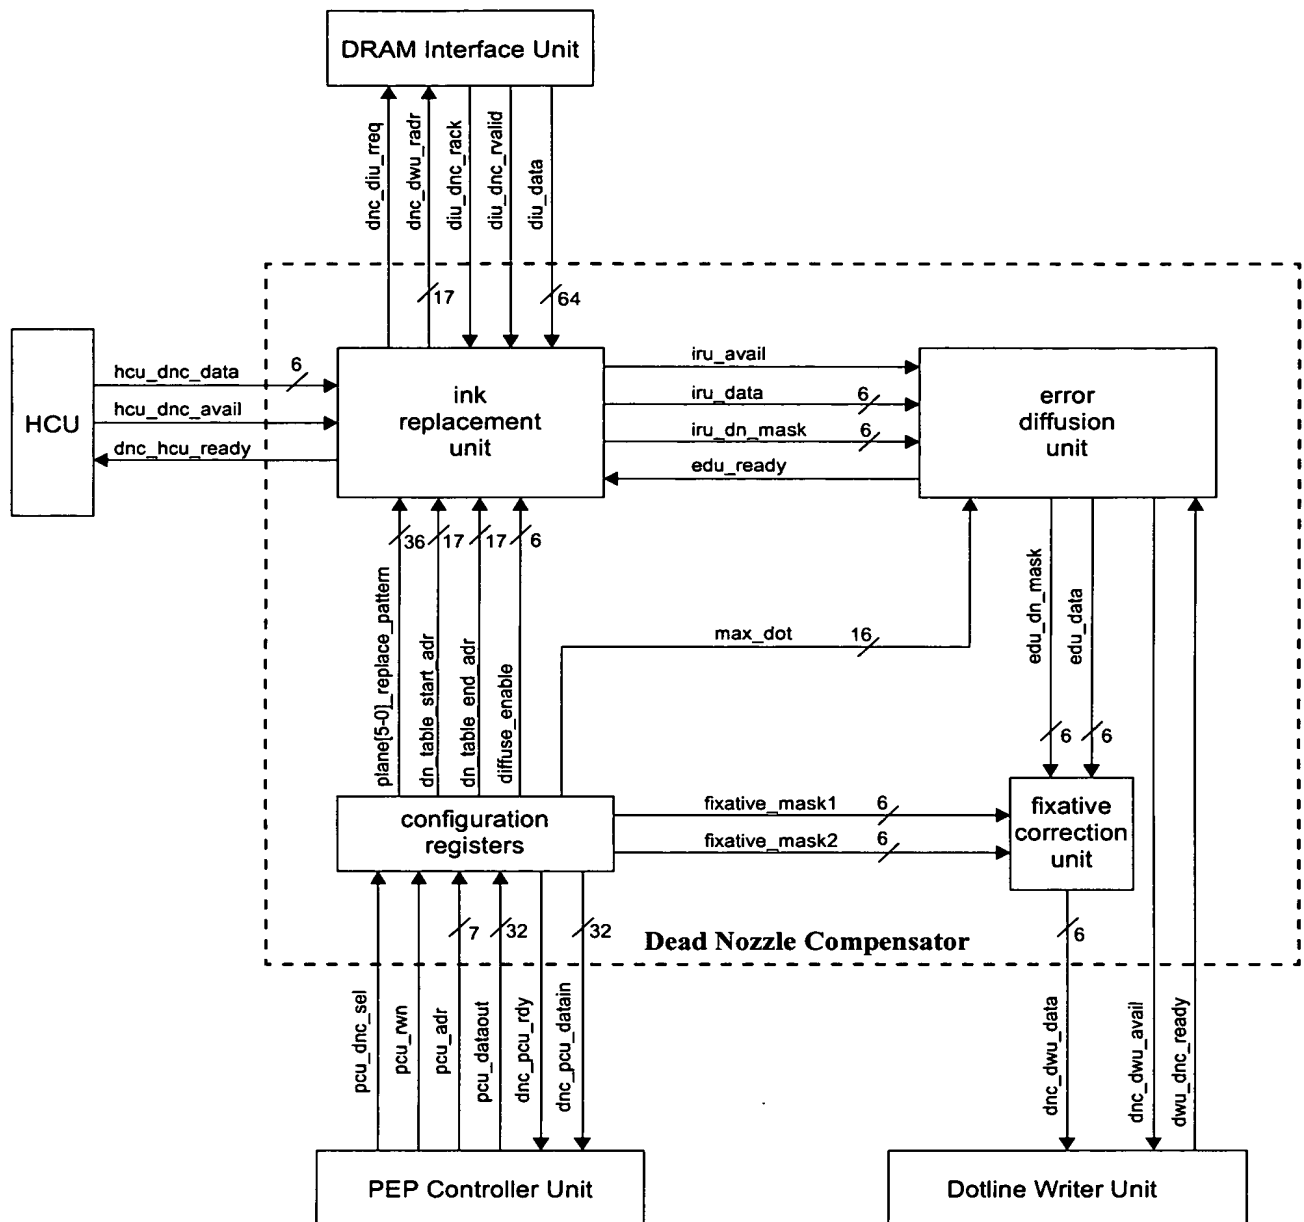 DRAM Interface Unit
dnc_diu_rreq
dnc_dwu_radr
diu_dnc_rack
diu_dnc_rvalid
diu_data
17
64
HCU
hcu_dnc_data
6
hcu_dnc_avail
dnc_hcu_ready
ink
replacement
unit
iru_avail
iru_data
6
iru_dn_mask
6
edu_ready
error
diffusion
unit
36
17
17
6
plane[5-0]_replace_pattern
dn_table_start_adr
dn_table_end_adr
diffuse_enable
max_dot
16
edu_dn_mask
edu_data
6
6
configuration
registers
fixative_mask1
6
fixative_mask2
6
fixative
correction
unit
7
32
32
6
Dead Nozzle Compensator
pcu_dnc_sel
pcu_rwn
pcu_adr
pcu_dataout
dnc_pcu_rdy
dnc_pcu_datain
dnc_dwu_data
dnc_dwu_avail
dwu_dnc_ready
PEP Controller Unit
Dotline Writer Unit